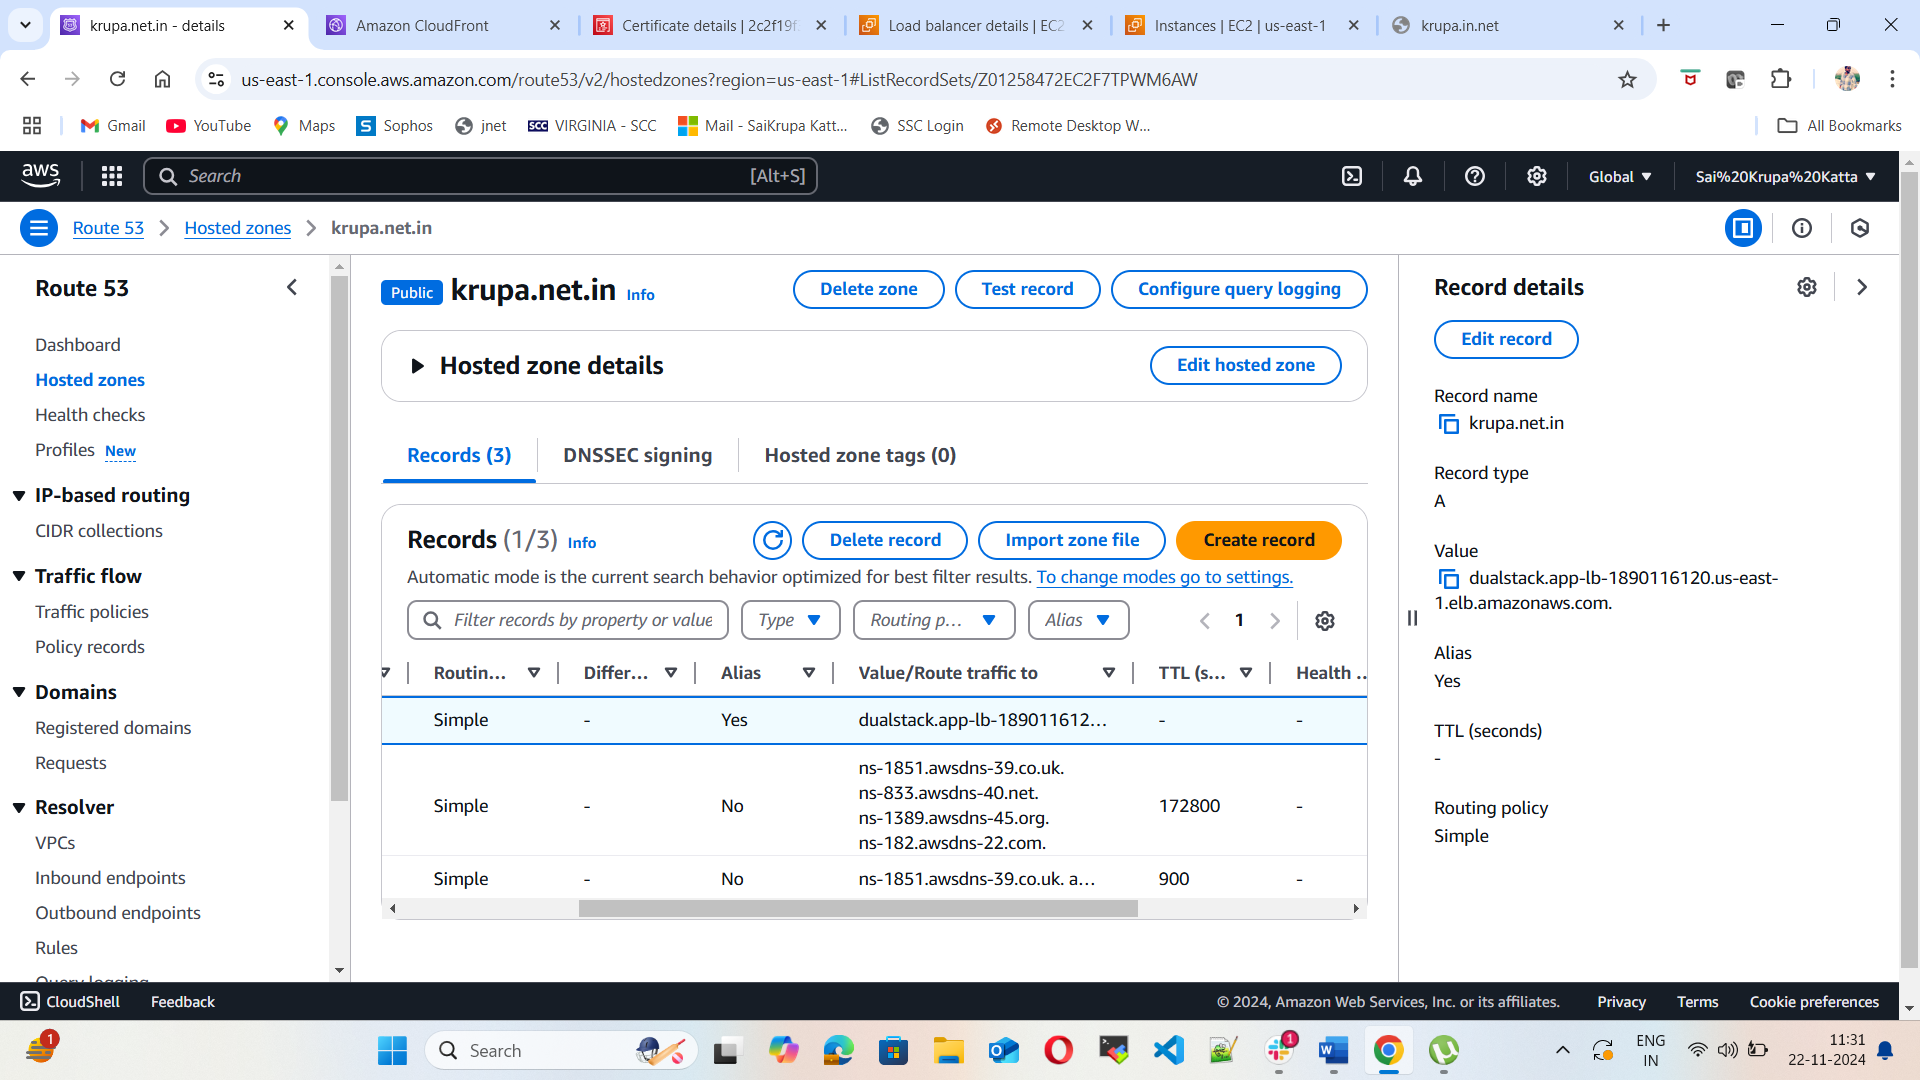 krupa.net.in - details
Amazon CloudFront
Certificate details | 2c2f19f
Load balancer details | EC2
Instances | EC2 | us-east-1
krupa.in.net
us-east-1.console.aws.amazon.com/route53/v2/hostedzones?region=us-east-1#ListRecordSets/Z01258472EC2F7TPWM6AW
Gmail
YouTube
Maps
Sophos
jnet
SCC VIRGINIA - SCC
Mail - SaiKrupa Katt...
SSC Login
Remote Desktop W...
All Bookmarks
aws
Search
[Alt+S]
Global
Sai%20Krupa%20Katta
Route 53
Hosted zones
krupa.net.in
Route 53
Dashboard
Hosted zones
Health checks
Profiles New
IP-based routing
CIDR collections
Traffic flow
Traffic policies
Policy records
Domains
Registered domains
Requests
Resolver
VPCs
Inbound endpoints
Outbound endpoints
Rules
Query logging
Public krupa.net.in Info
Delete zone
Test record
Configure query logging
Hosted zone details
Edit hosted zone
Records (3)
DNSSEC signing
Hosted zone tags (0)
Records (1/3) Info
Delete record
Import zone file
Create record
Automatic mode is the current search behavior optimized for best filter results. To change modes go to settings.
Filter records by property or value
Type
Routing p...
Alias
1
Routin... Differ... Alias Value/Route traffic to TTL (s... Health ...
Simple - Yes dualstack.app-lb-189011612... - -
Simple - No ns-1851.awsdns-39.co.uk.
ns-833.awsdns-40.net.
ns-1389.awsdns-45.org.
ns-182.awsdns-22.com.
172800 -
Simple - No ns-1851.awsdns-39.co.uk. a... 900 -
Record details
Edit record
Record name
krupa.net.in
Record type
A
Value
dualstack.app-lb-1890116120.us-east-
1.elb.amazonaws.com.
Alias
Yes
TTL (seconds)
-
Routing policy
Simple
CloudShell
Feedback
© 2024, Amazon Web Services, Inc. or its affiliates.
Privacy
Terms
Cookie preferences
1
Search
1
ENG
IN
11:31
22-11-2024